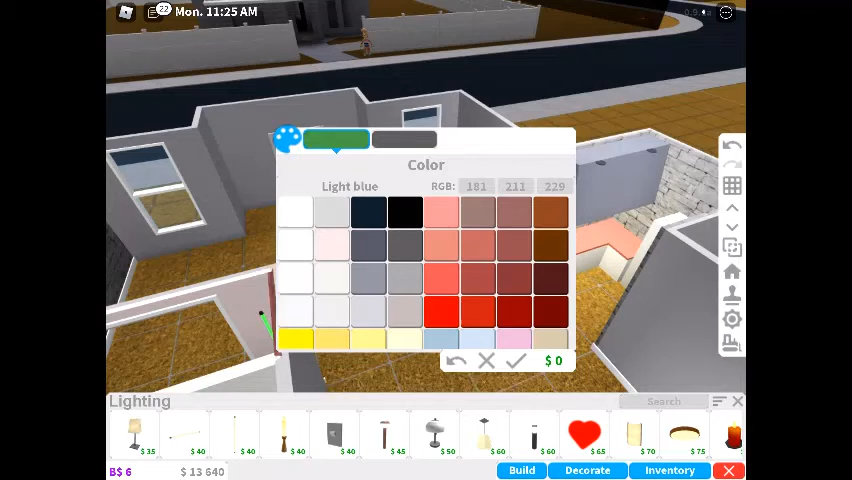 22
Mon. 11:25 AM
Color
Light blue RGB: 181 211 229
$ 0
Lighting Search
$ 35 $ 40 $ 40 $ 40 $ 40 $ 45 $ 50 $ 60 $ 60 $ 65 $ 70 $ 75 $ 80
B$ 6 $ 13 640 Build Decorate Inventory